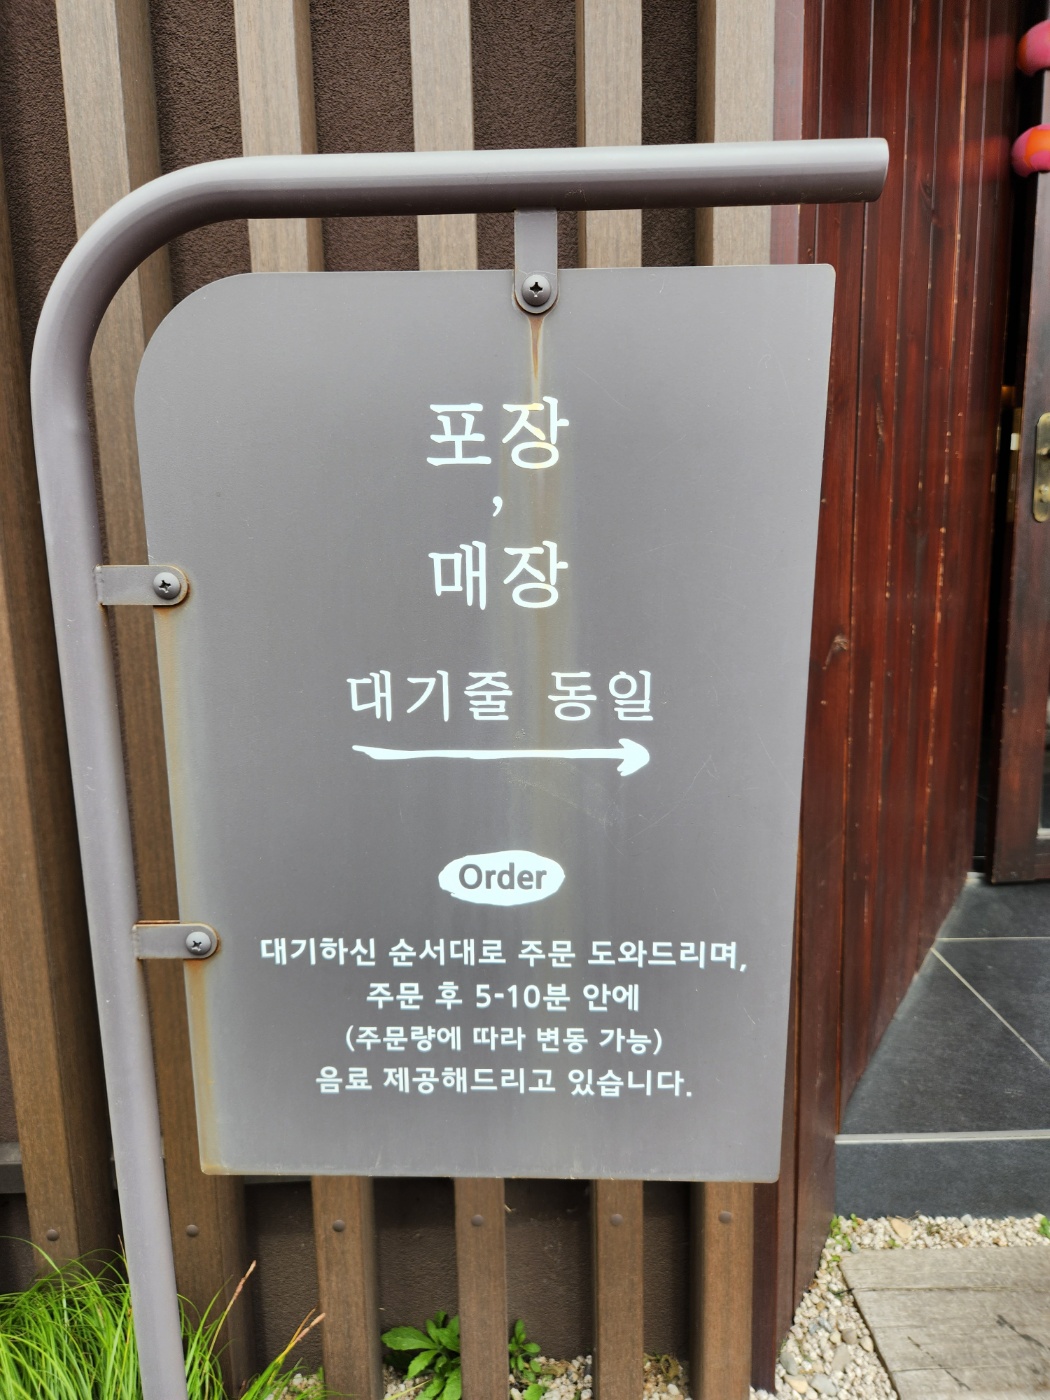 포장
,
매장
대기줄 동일
Order
대기하신 순서대로 주문 도와드리며,
주문 후 5-10분 안에
(주문량에 따라 변동 가능)
음료 제공해드리고 있습니다.